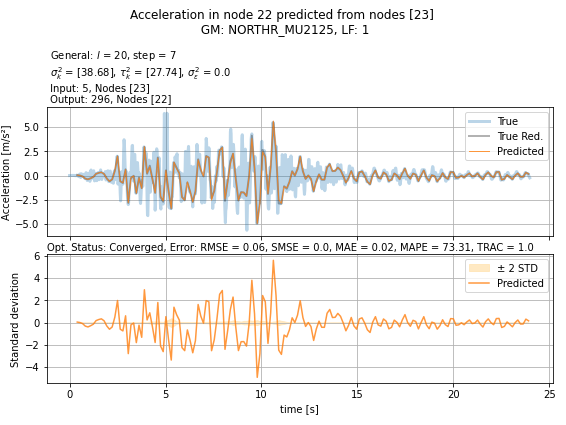 Acceleration in node 22 predicted from nodes [23]
GM: NORTHR_MU2125, LF: 1
General: l = 20, step = 7
σ²ₖ = [38.68], τ²ₖ = [27.74], σ²ε = 0.0
Input: 5, Nodes [23]
Output: 296, Nodes [22]
Acceleration [m/s²]
5.0
2.5
0.0
−2.5
−5.0
True
True Red.
Predicted
Opt. Status: Converged, Error: RMSE = 0.06, SMSE = 0.0, MAE = 0.02, MAPE = 73.31, TRAC = 1.0
Standard deviation
6
4
2
0
−2
−4
± 2 STD
Predicted
0
5
10
15
20
25
time [s]